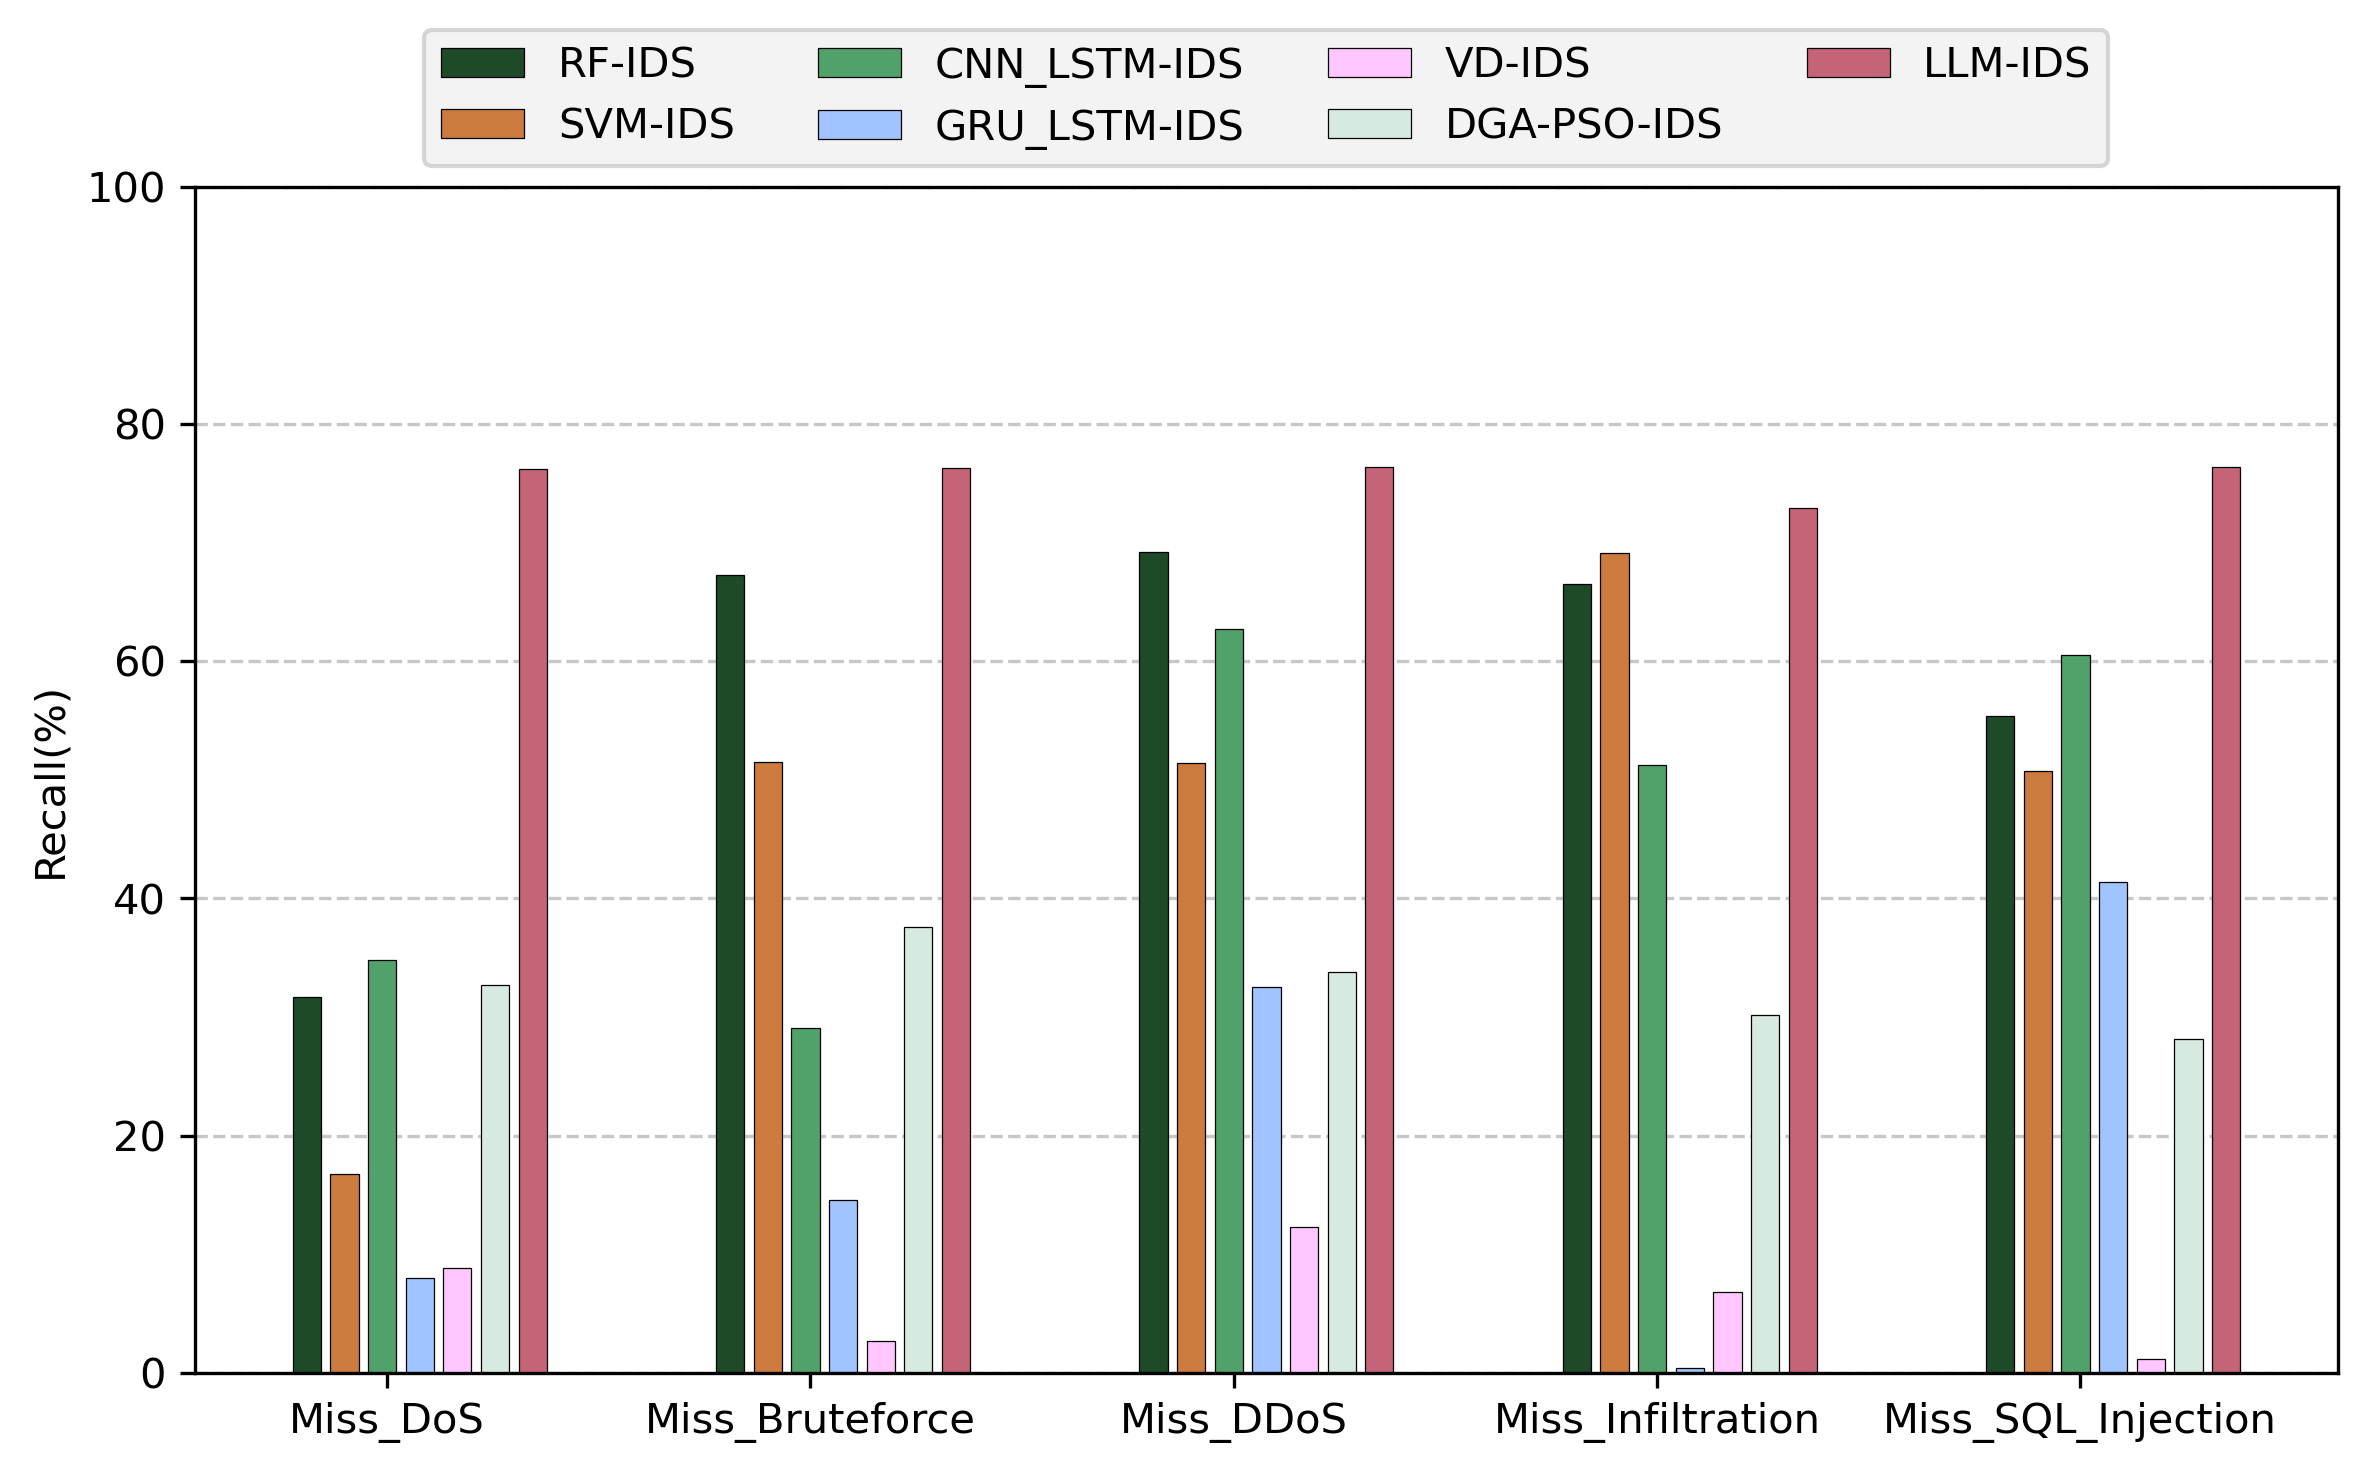 RF-IDS CNN_LSTM-IDS VD-IDS LLM-IDS
SVM-IDS GRU_LSTM-IDS DGA-PSO-IDS
100
80
60
40
20
0
Recall(%)
Miss_DoS Miss_Bruteforce Miss_DDoS Miss_Infiltration Miss_SQL_Injection